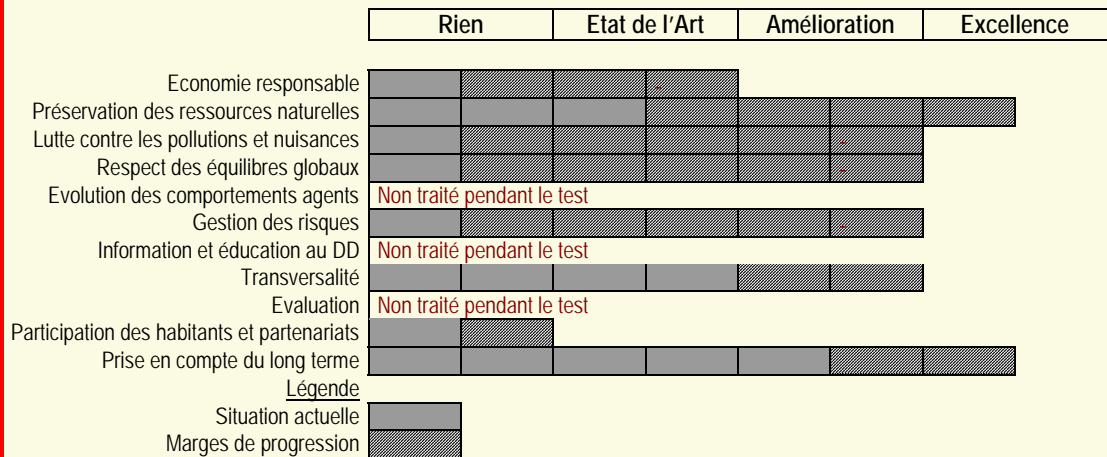 Rien Etat de l'Art Amélioration Excellence
Economie responsable
Préservation des ressources naturelles
Lutte contre les pollutions et nuisances
Respect des équilibres globaux
Evolution des comportements agents Non traité pendant le test
Gestion des risques
Information et éducation au DD Non traité pendant le test
Transversalité
Evaluation Non traité pendant le test
Participation des habitants et partenariats
Prise en compte du long terme
Légende
Situation actuelle
Marges de progression